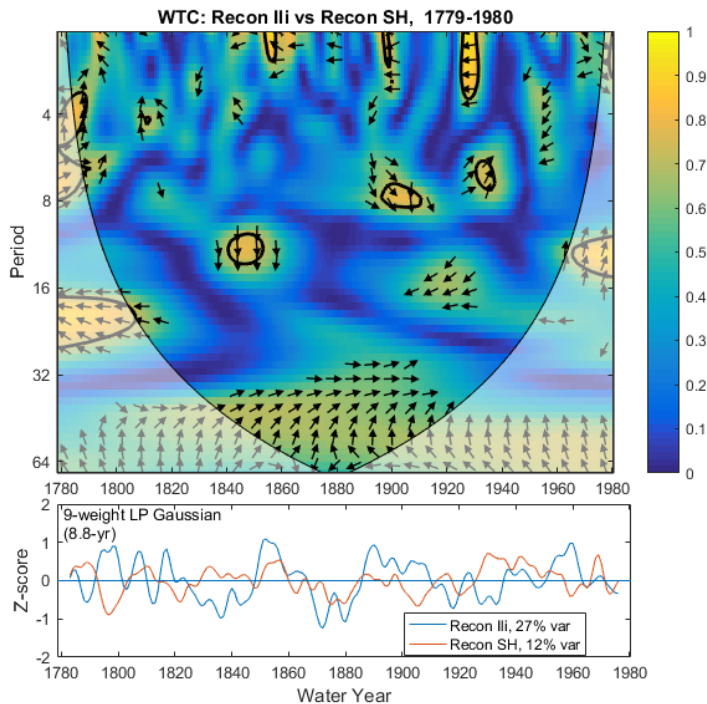 WTC: Recon Ili vs Recon SH, 1779-1980
Period
4
8
16
32
64
1780 1800 1820 1840 1860 1880 1900 1920 1940 1960 1980
1
0.9
0.8
0.7
0.6
0.5
0.4
0.3
0.2
0.1
0
Z-score
2
1
0
-1
-2
9-weight LP Gaussian
(8.8-yr)
Recon Ili, 27% var
Recon SH, 12% var
1780 1800 1820 1840 1860 1880 1900 1920 1940 1960 1980
Water Year